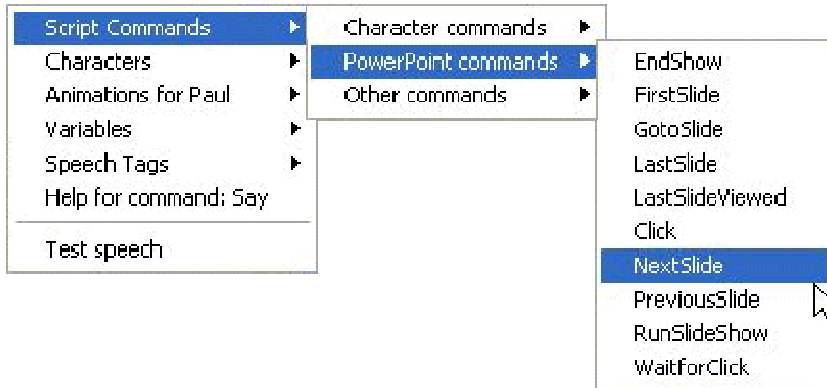 Script Commands
Characters
Animations for Paul
Variables
Speech Tags
Help for command: Say
Test speech
Character commands
PowerPoint commands
Other commands
EndShow
FirstSlide
GotoSlide
LastSlide
LastSlideViewed
Click
NextSlide
PreviousSlide
RunSlideShow
WaitforClick